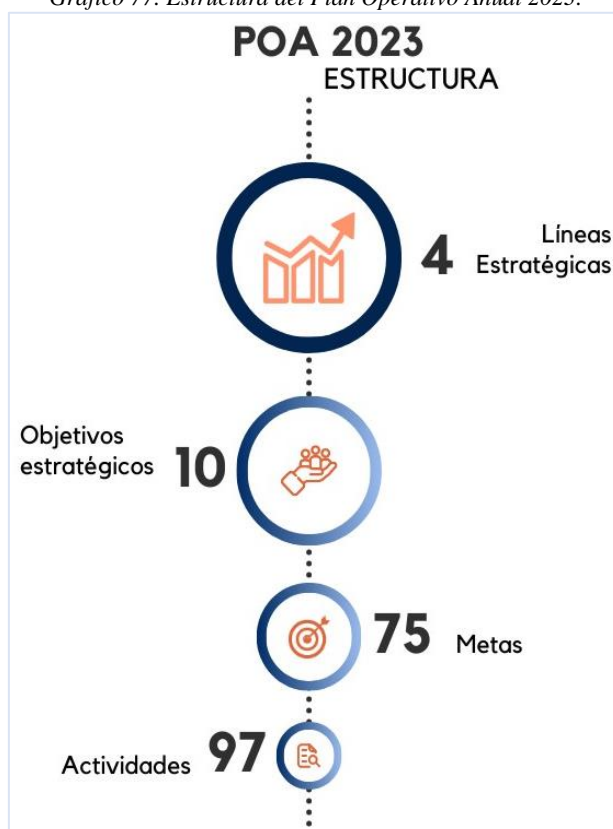 Gráfico 77. Estructura del Plan Operativo Anual 2023.
POA 2023
ESTRUCTURA
4
Líneas
Estratégicas
Objetivos
estratégicos
10
75
Metas
Actividades
97